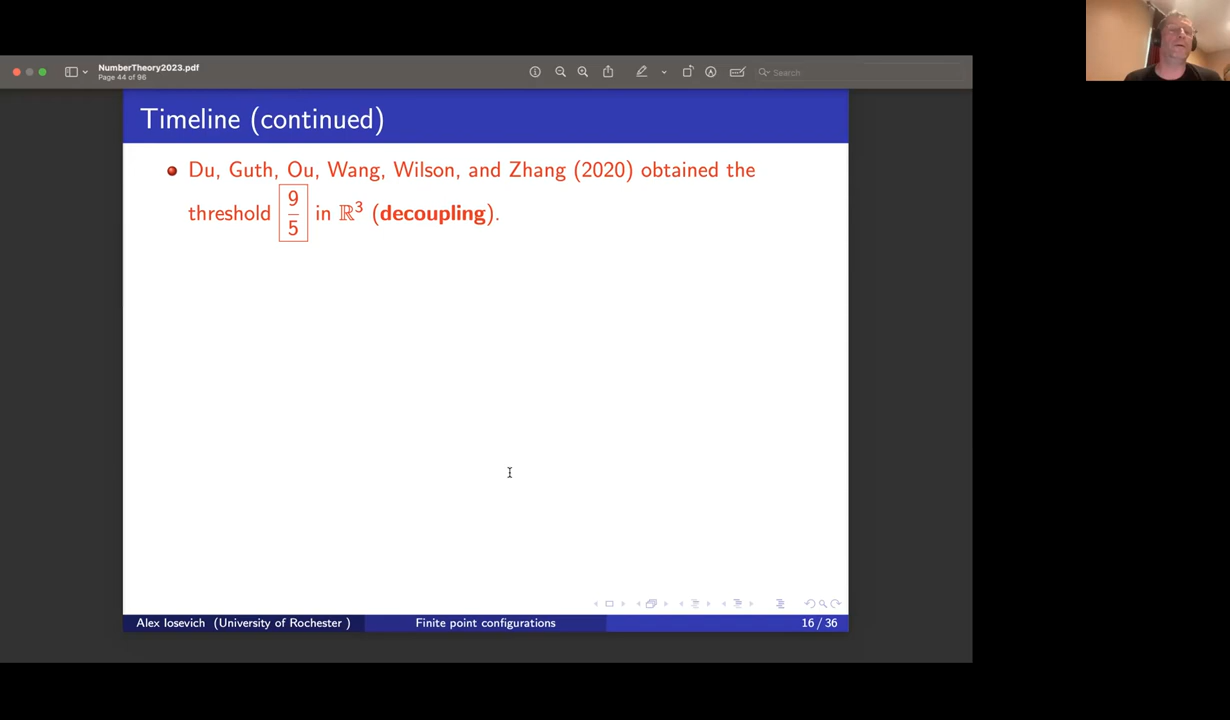 NumberTheory2023.pdf
Page 44 of 96
Search
Timeline (continued)
Du, Guth, Ou, Wang, Wilson, and Zhang (2020) obtained the
threshold 9/5 in ℝ³ (decoupling).
Alex Iosevich (University of Rochester )
Finite point configurations
16 / 36